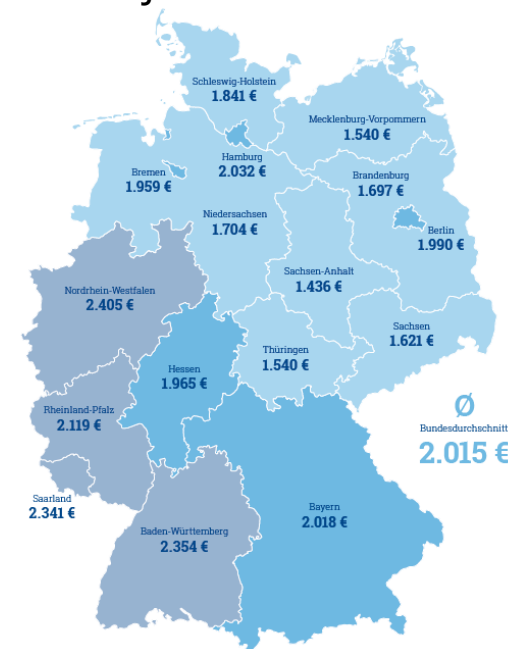 Schleswig-Holstein
1.841 €
Mecklenburg-Vorpommern
1.540 €
Hamburg
2.032 €
Bremen
1.959 €
Brandenburg
1.697 €
Niedersachsen
1.704 €
Berlin
1.990 €
Sachsen-Anhalt
1.436 €
Nordrhein-Westfalen
2.405 €
Sachsen
1.621 €
Thüringen
1.540 €
Hessen
1.965 €
Rheinland-Pfalz
2.119 €
Ø
Bundesdurchschnitt
2.015 €
Saarland
2.341 €
Bayern
2.018 €
Baden-Württemberg
2.354 €